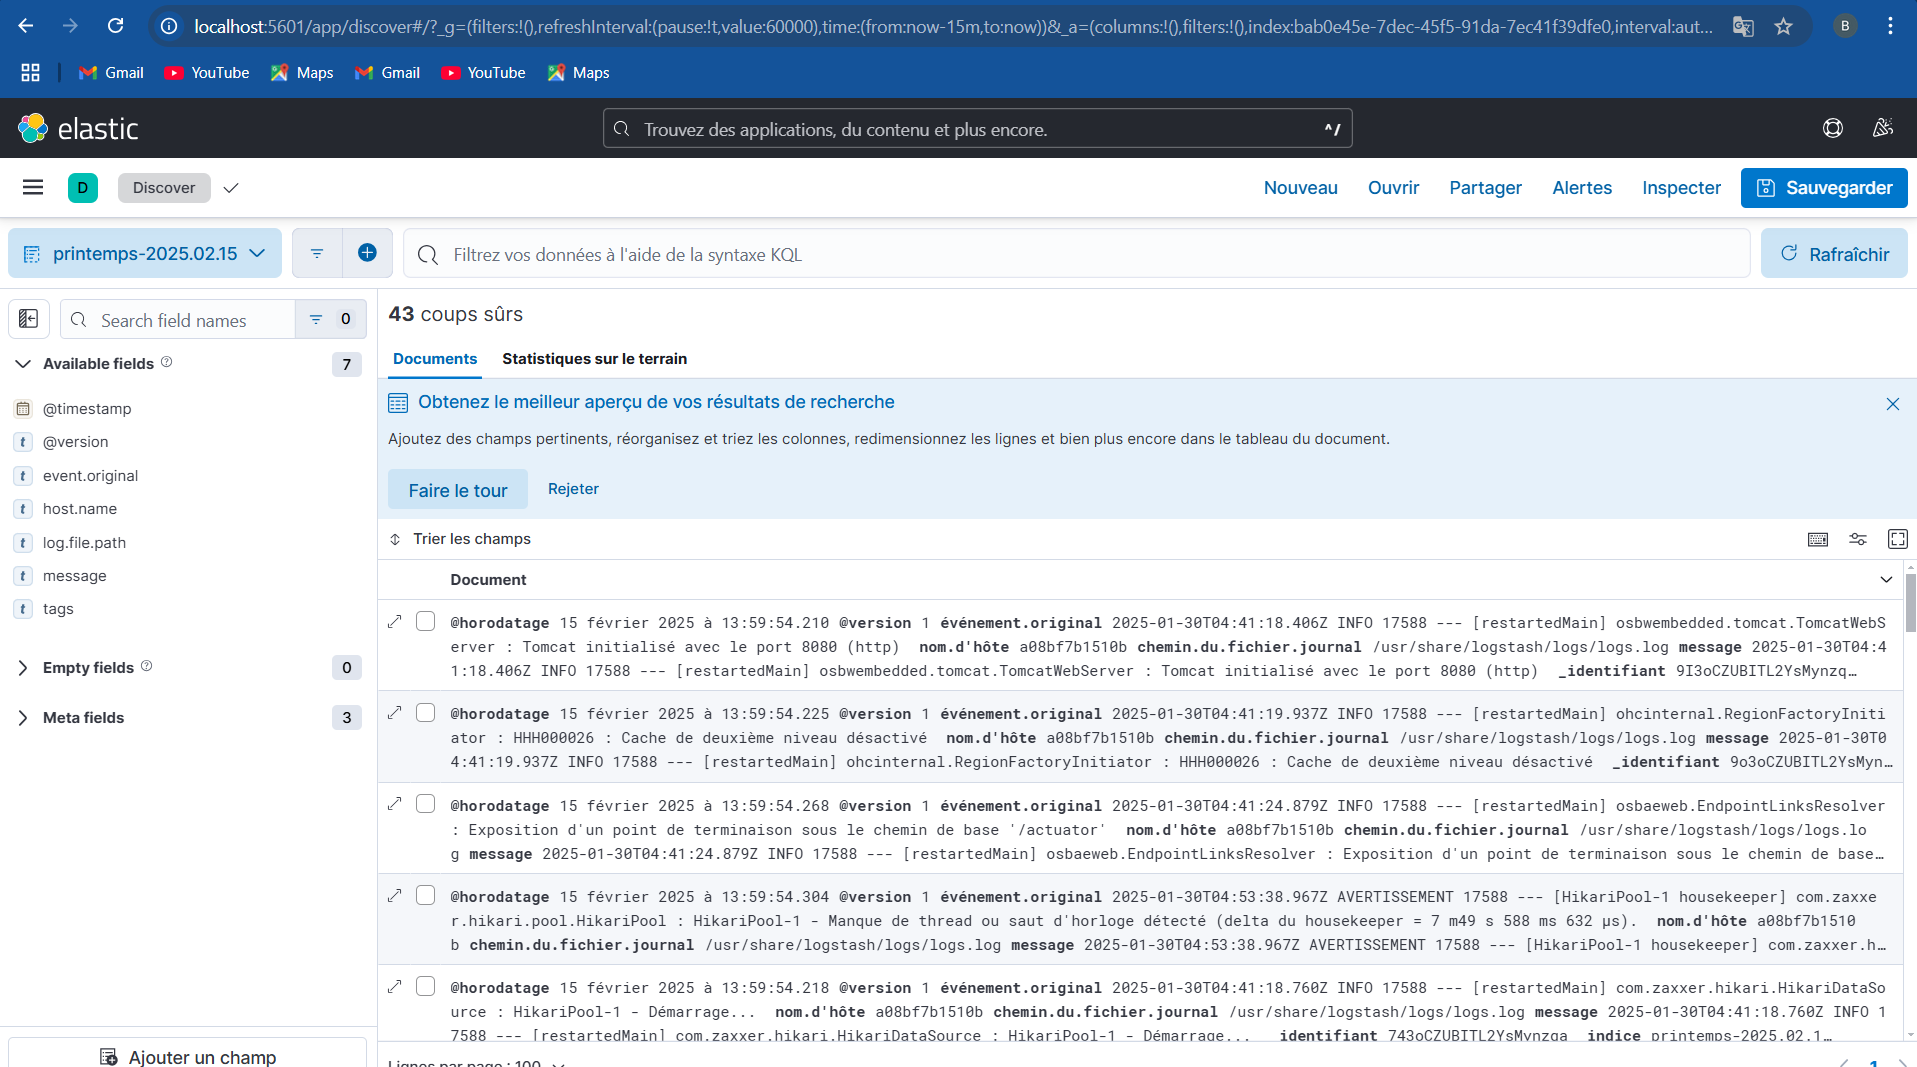 localhost:5601/app/discover#/?_g=(filters:!(),refreshInterval:(pause:!t,value:60000),time:(from:now-15m,to:now))&_a=(columns:!(),filters:!(),index:bab0e45e-7dec-45f5-91da-7ec41f39dfe0,interval:aut... B
Gmail YouTube Maps Gmail YouTube Maps
elastic Trouvez des applications, du contenu et plus encore. ^/
D Discover Nouveau Ouvrir Partager Alertes Inspecter Sauvegarder
printemps-2025.02.15 Filtrez vos données à l'aide de la syntaxe KQL Rafraîchir
Search field names 0
Available fields 7
@timestamp
@version
event.original
host.name
log.file.path
message
tags
Empty fields 0
Meta fields 3
Ajouter un champ
43 coups sûrs
Documents Statistiques sur le terrain
Obtenez le meilleur aperçu de vos résultats de recherche
Ajoutez des champs pertinents, réorganisez et triez les colonnes, redimensionnez les lignes et bien plus encore dans le tableau du document.
Faire le tour Rejeter
Trier les champs
Document
@horodatage 15 février 2025 à 13:59:54.210 @version 1 événement.original 2025-01-30T04:41:18.406Z INFO 17588 --- [restartedMain] osbwembedded.tomcat.TomcatWebS
erver : Tomcat initialisé avec le port 8080 (http) nom.d'hôte a08bf7b1510b chemin.du.fichier.journal /usr/share/logstash/logs/logs.log message 2025-01-30T04:4
1:18.406Z INFO 17588 --- [restartedMain] osbwembedded.tomcat.TomcatWebServer : Tomcat initialisé avec le port 8080 (http) _identifiant 9I3oCZUBITL2YsMynzq…
@horodatage 15 février 2025 à 13:59:54.225 @version 1 événement.original 2025-01-30T04:41:19.937Z INFO 17588 --- [restartedMain] ohcinternal.RegionFactoryIniti
ator : HHH000026 : Cache de deuxième niveau désactivé nom.d'hôte a08bf7b1510b chemin.du.fichier.journal /usr/share/logstash/logs/logs.log message 2025-01-30T0
4:41:19.937Z INFO 17588 --- [restartedMain] ohcinternal.RegionFactoryInitiator : HHH000026 : Cache de deuxième niveau désactivé _identifiant 9o3oCZUBITL2YsMyn…
@horodatage 15 février 2025 à 13:59:54.268 @version 1 événement.original 2025-01-30T04:41:24.879Z INFO 17588 --- [restartedMain] osbaeweb.EndpointLinksResolver
: Exposition d'un point de terminaison sous le chemin de base '/actuator' nom.d'hôte a08bf7b1510b chemin.du.fichier.journal /usr/share/logstash/logs/logs.lo
g message 2025-01-30T04:41:24.879Z INFO 17588 --- [restartedMain] osbaeweb.EndpointLinksResolver : Exposition d'un point de terminaison sous le chemin de base…
@horodatage 15 février 2025 à 13:59:54.304 @version 1 événement.original 2025-01-30T04:53:38.967Z AVERTISSEMENT 17588 --- [HikariPool-1 housekeeper] com.zaxxe
r.hikari.pool.HikariPool : HikariPool-1 - Manque de thread ou saut d'horloge détecté (delta du housekeeper = 7 m49 s 588 ms 632 µs). nom.d'hôte a08bf7b1510
b chemin.du.fichier.journal /usr/share/logstash/logs/logs.log message 2025-01-30T04:53:38.967Z AVERTISSEMENT 17588 --- [HikariPool-1 housekeeper] com.zaxxer.h…
@horodatage 15 février 2025 à 13:59:54.218 @version 1 événement.original 2025-01-30T04:41:18.760Z INFO 17588 --- [restartedMain] com.zaxxer.hikari.HikariDataSo
urce : HikariPool-1 - Démarrage... nom.d'hôte a08bf7b1510b chemin.du.fichier.journal /usr/share/logstash/logs/logs.log message 2025-01-30T04:41:18.760Z INFO 1
7588 --- [restartedMain] com.zaxxer.hikari.HikariDataSource : HikariPool-1 - Démarrage... _identifiant 743oCZUBITL2YsMynzqa _indice printemps-2025.02.1…
Lignes par page : 100 1